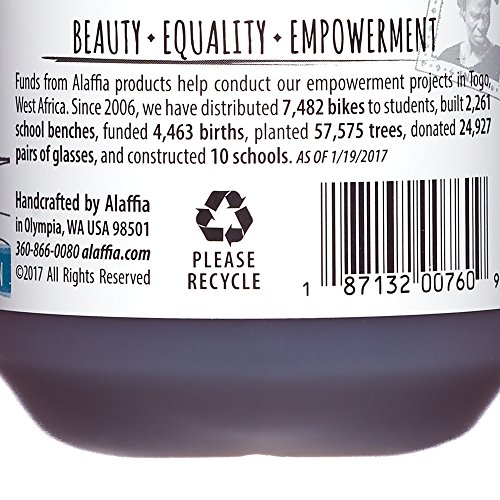 BEAUTY • EQUALITY • EMPOWERMENT
Funds from Alaffia products help conduct our empowerment projects in Togo,
West Africa. Since 2006, we have distributed 7,482 bikes to students, built 2,261
school benches, funded 4,463 births, planted 57,575 trees, donated 24,927
pairs of glasses, and constructed 10 schools. AS OF 1/19/2017
Handcrafted by Alaffia
in Olympia, WA USA 98501
360-866-0080 alaffia.com
©2017 All Rights Reserved
PLEASE
RECYCLE
1 87132 00760 9